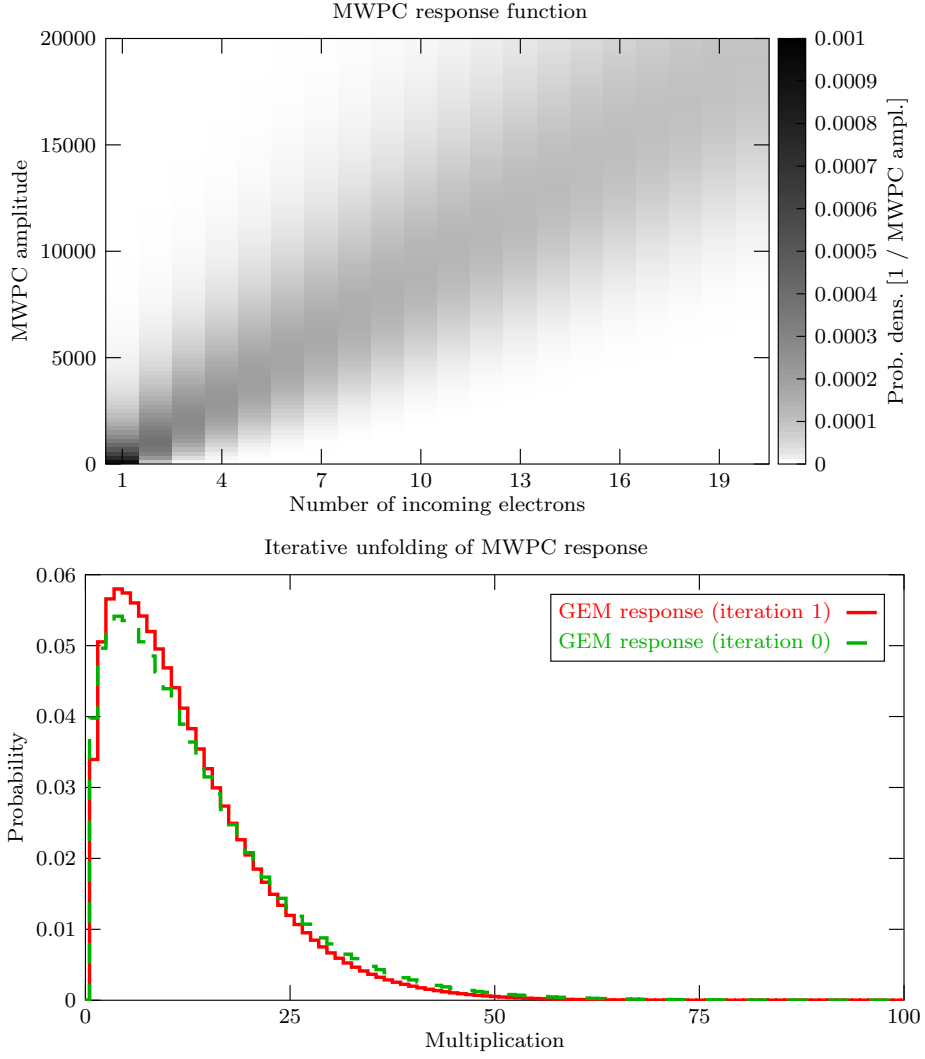 MWPC response function
20000
15000
10000
5000
0
MWPC amplitude
1 4 7 10 13 16 19
Number of incoming electrons
0.001
0.0009
0.0008
0.0007
0.0006
0.0005
0.0004
0.0003
0.0002
0.0001
0
Prob. dens. [1 / MWPC ampl.]
Iterative unfolding of MWPC response
0.06
0.05
0.04
0.03
0.02
0.01
0
Probability
GEM response (iteration 1)
GEM response (iteration 0)
0 25 50 75 100
Multiplication